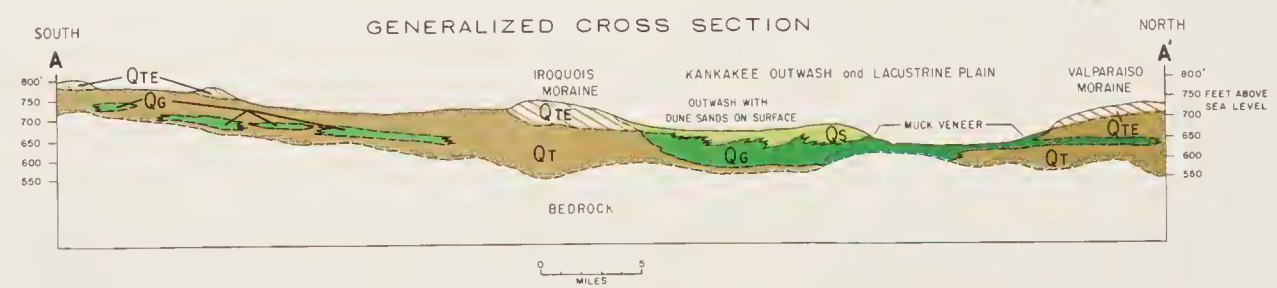 GENERALIZED CROSS SECTION
SOUTH
A
NORTH
A'
800'
750
700
650
600
550
QTE
QG
IROQUOIS
MORAINE
QTE
QT
KANKAKEE OUTWASH and LACUSTRINE PLAIN
OUTWASH WITH
DUNE SANDS ON SURFACE
QS
QG
MUCK VENEER
VALPARAISO
MORAINE
QTE
QT
800'
750 FEET ABOVE
SEA LEVEL
700
650
600
550
BEDROCK
0 5
MILES